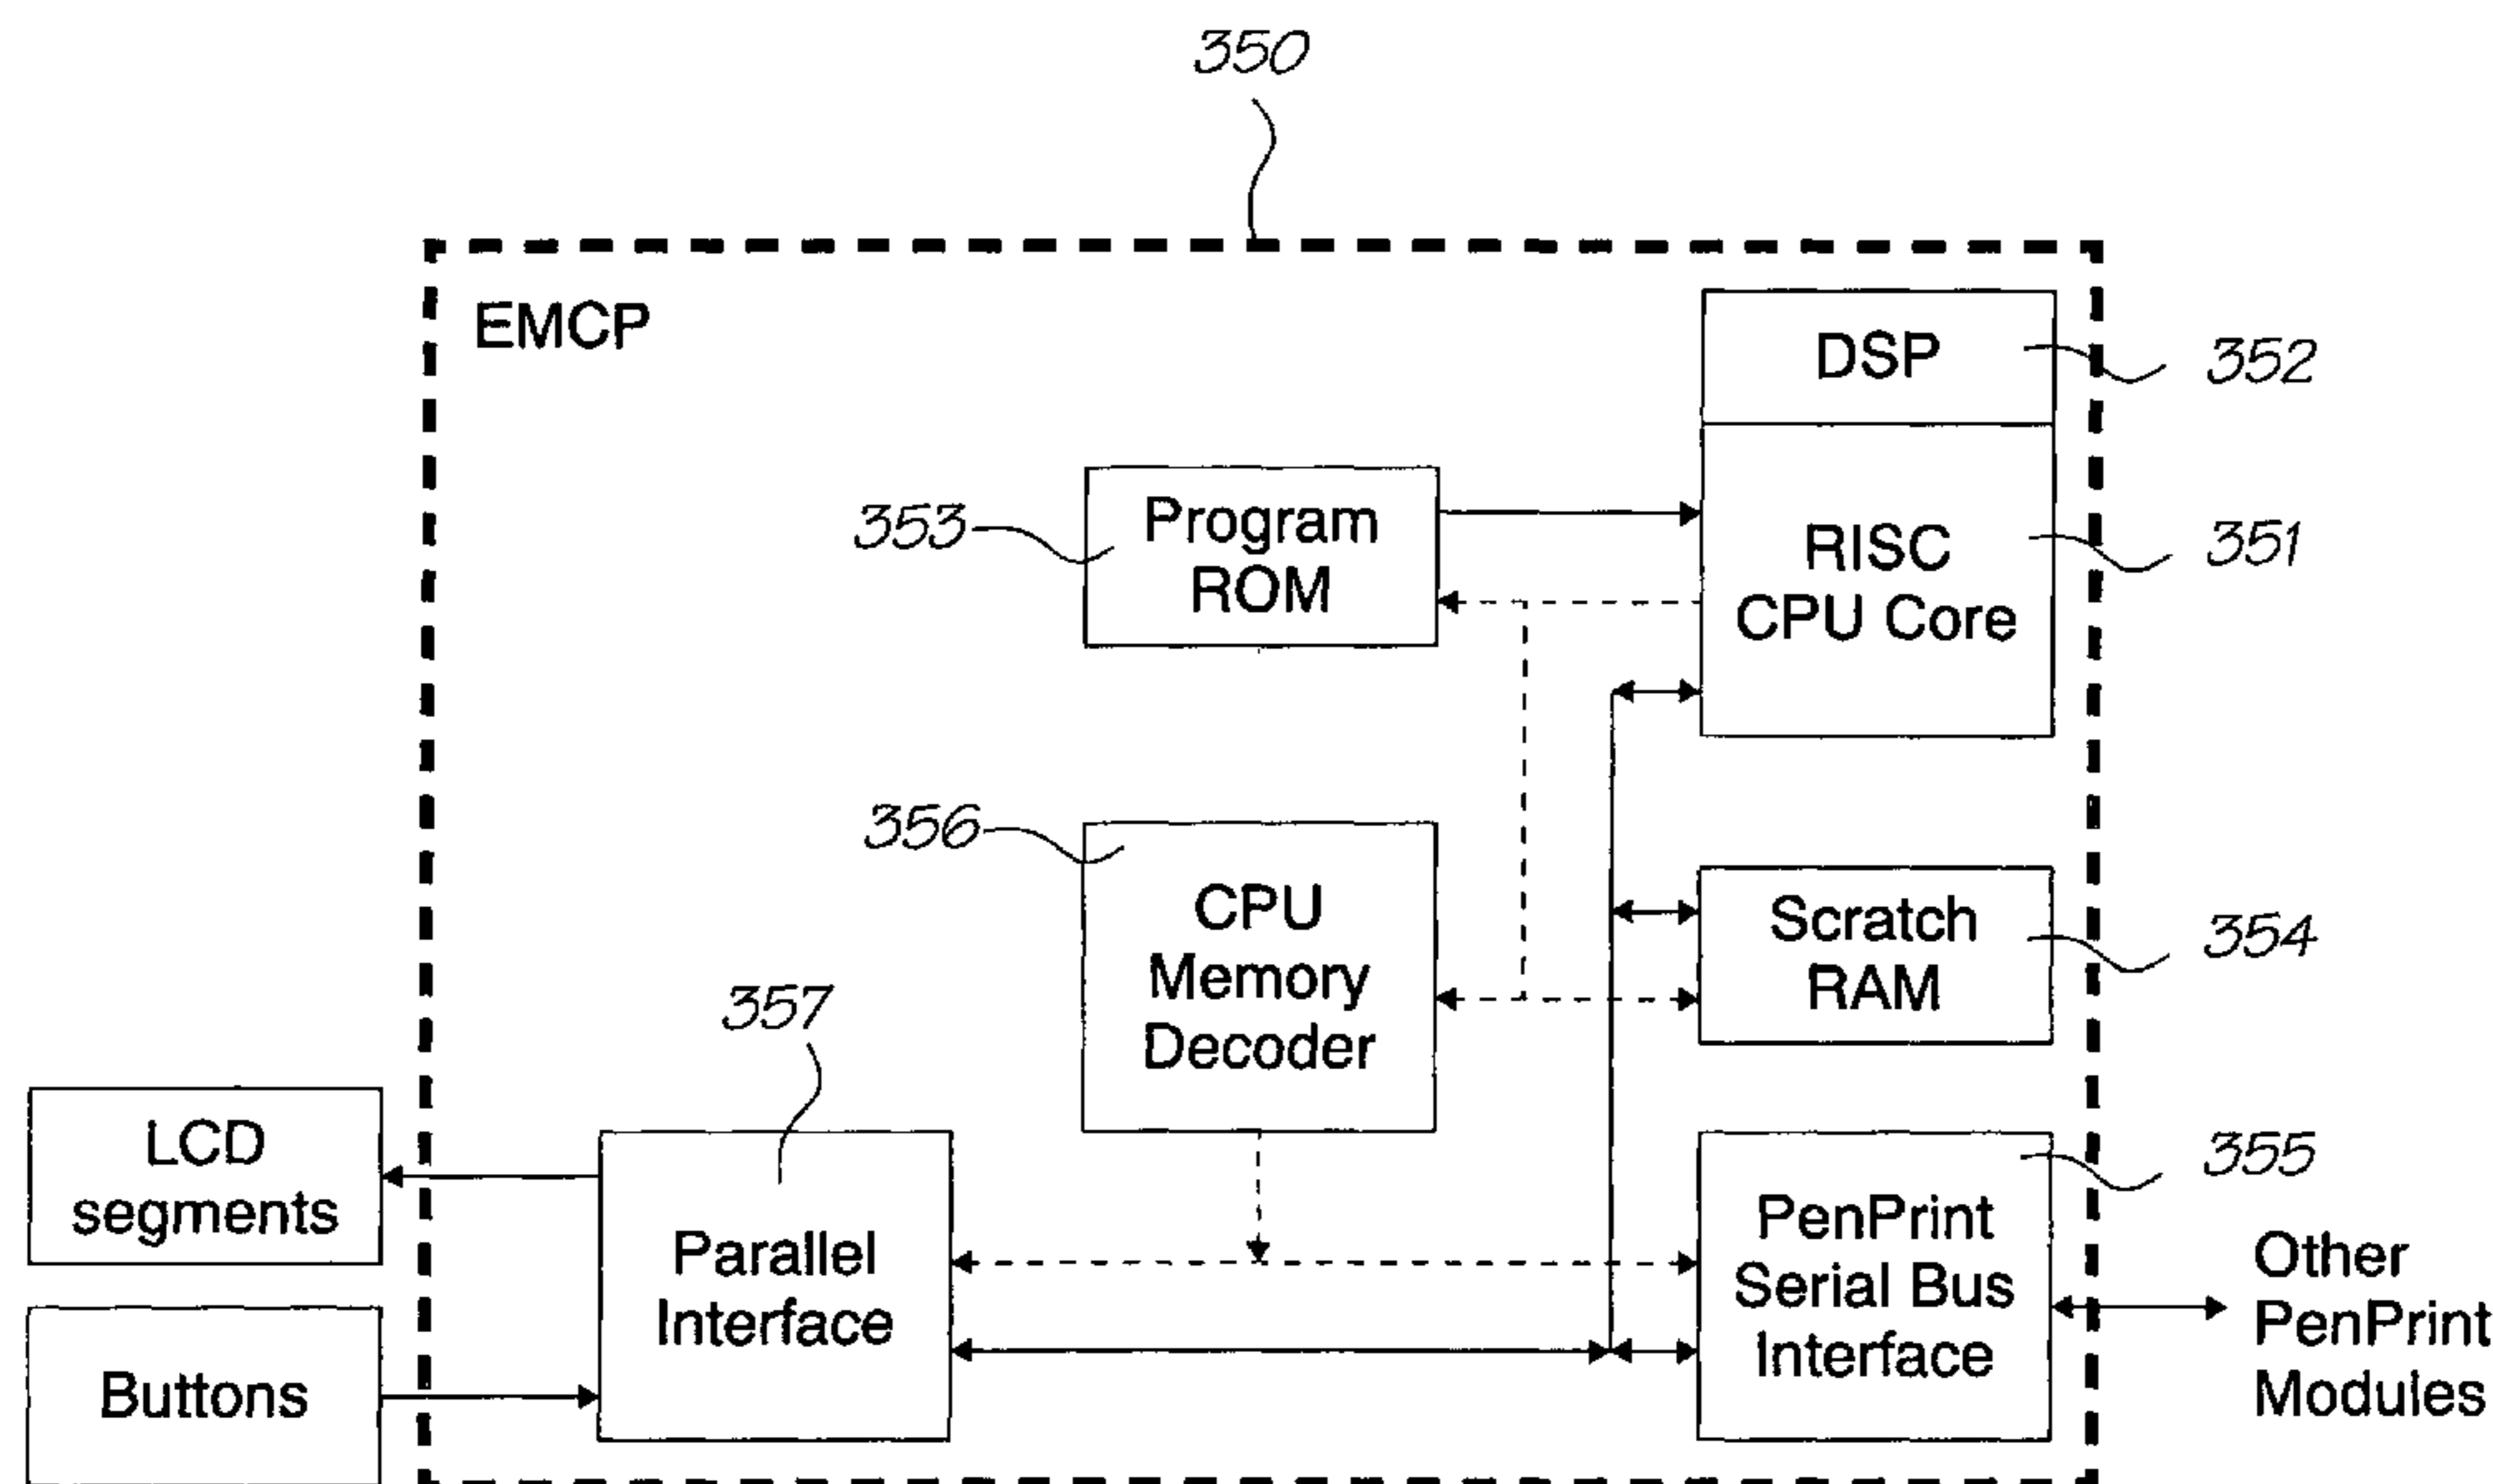 350
EMCP
DSP
352
353
Program
ROM
RISC
CPU Core
351
356
CPU
Memory
Decoder
Scratch
RAM
354
357
LCD
segments
Parallel
Interface
355
PenPrint
Serial Bus
Interface
Other
PenPrint
Modules
Buttons